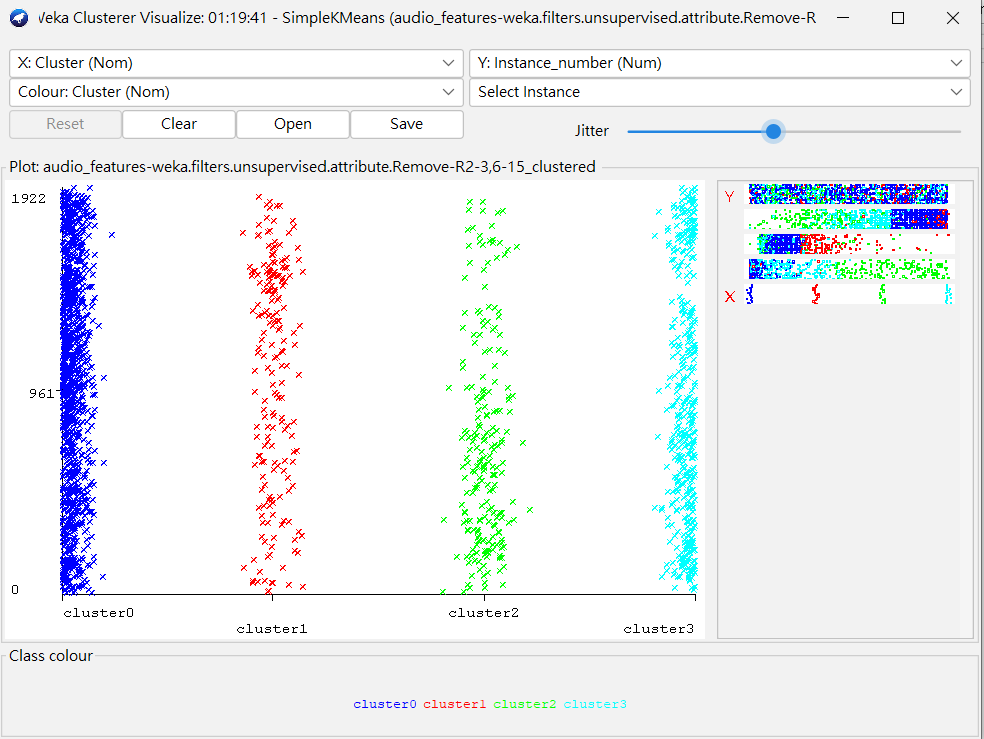 Weka Clusterer Visualize: 01:19:41 - SimpleKMeans (audio_features-weka.filters.unsupervised.attribute.Remove-R
X: Cluster (Nom)
Y: Instance_number (Num)
Colour: Cluster (Nom)
Select Instance
Reset
Clear
Open
Save
Jitter
Plot: audio_features-weka.filters.unsupervised.attribute.Remove-R2-3,6-15_clustered
1922
961
0
cluster0
cluster1
cluster2
cluster3
Y
X
Class colour
cluster0 cluster1 cluster2 cluster3